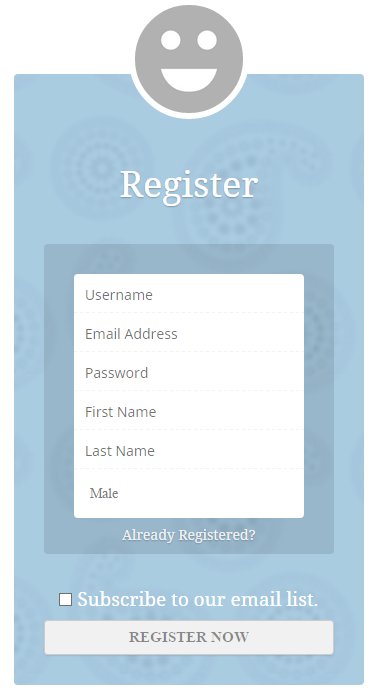 Register
Username
Email Address
Password
First Name
Last Name
Male
Already Registered?
Subscribe to our email list.
REGISTER NOW